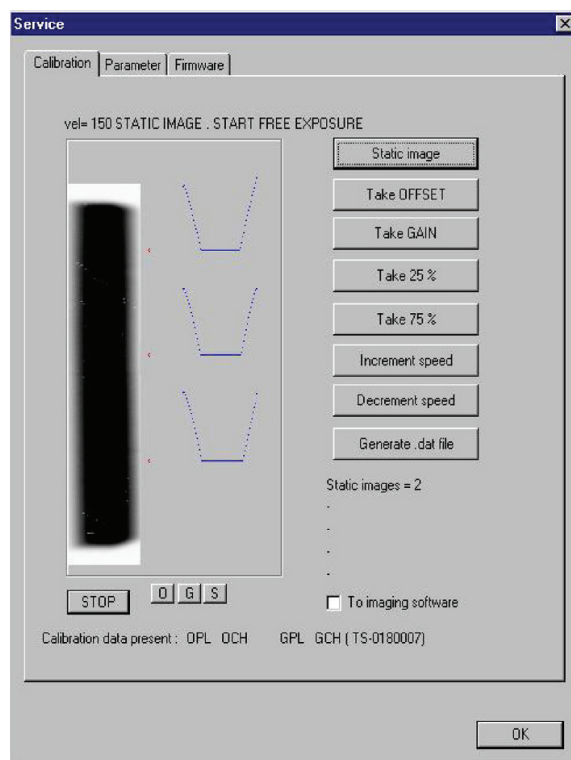 Service
Calibration Parameter Firmware
vel= 150 STATIC IMAGE . START FREE EXPOSURE
Static image
Take OFFSET
Take GAIN
Take 25 %
Take 75 %
Increment speed
Decrement speed
Generate .dat file
Static images = 2
-
-
-
-
STOP O G S
To imaging software
Calibration data present : OPL OCH GPL GCH ( TS-0180007)
OK